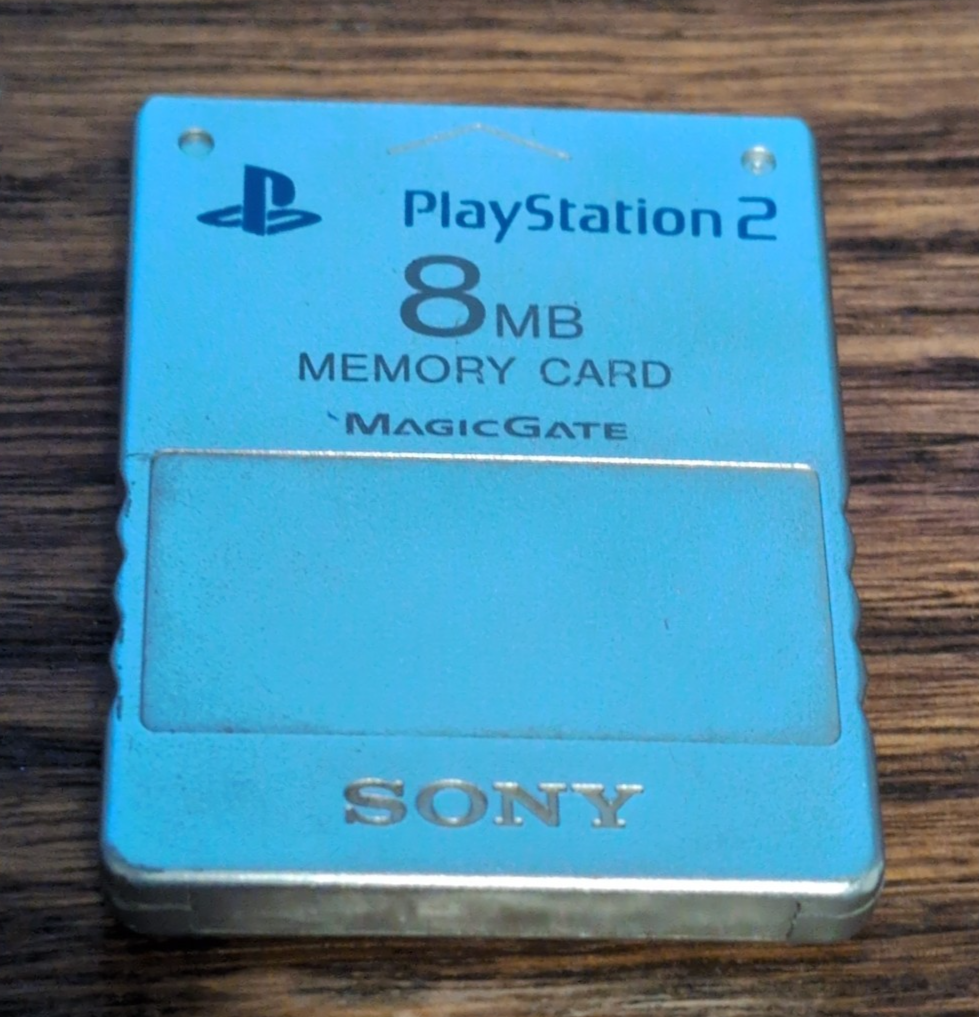 PlayStation 2
8MB
MEMORY CARD
MAGICGATE
SONY